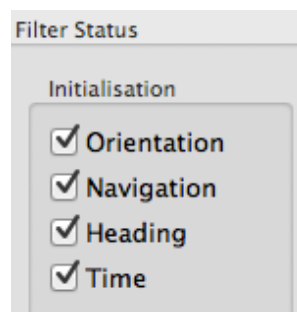 Filter Status
Initialisation
Orientation
Navigation
Heading
Time